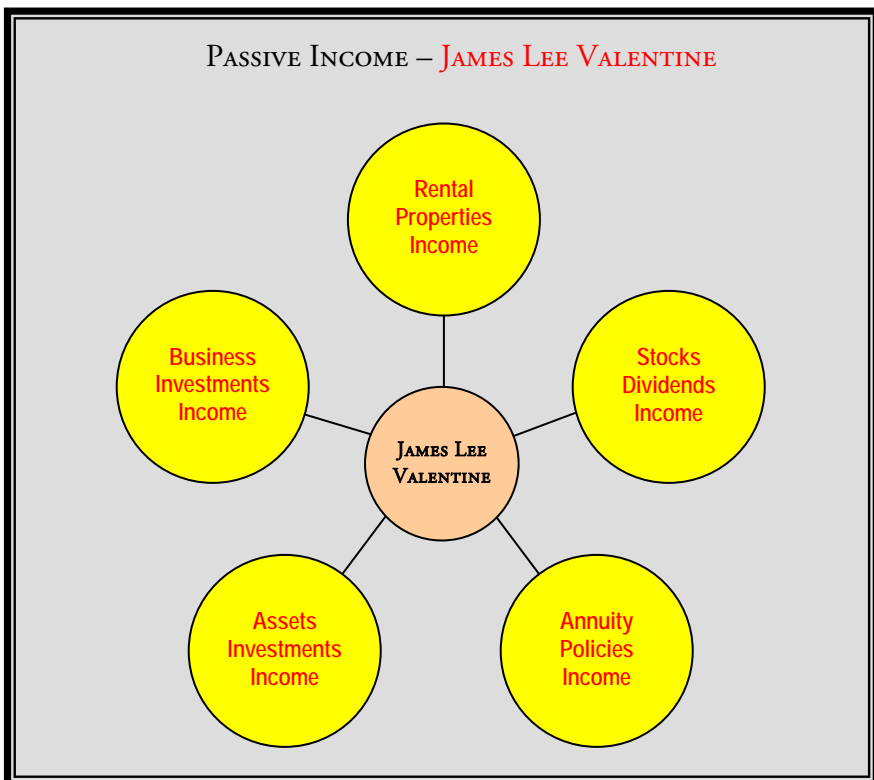 Passive Income – James Lee Valentine
Rental
Properties
Income
Business
Investments
Income
Stocks
Dividends
Income
James Lee
Valentine
Assets
Investments
Income
Annuity
Policies
Income